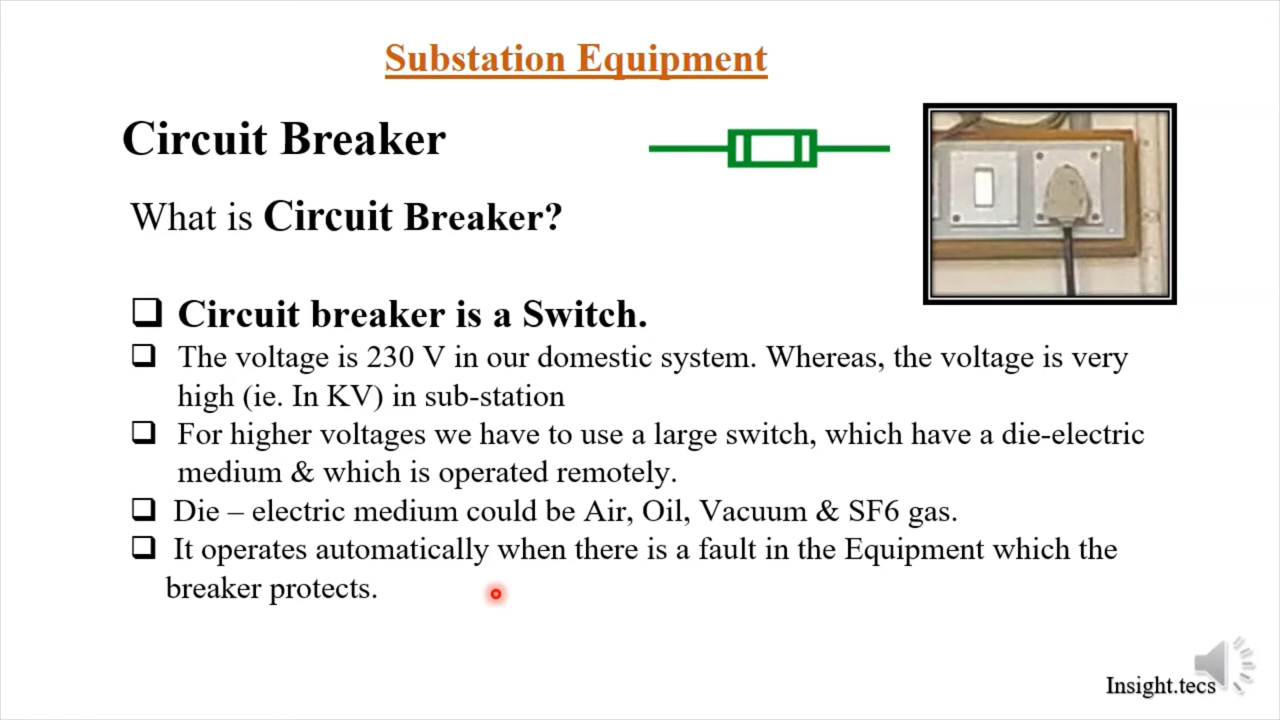 Substation Equipment
Circuit Breaker
What is Circuit Breaker?
❑ Circuit breaker is a Switch.
❑ The voltage is 230 V in our domestic system. Whereas, the voltage is very
high (ie. In KV) in sub-station
❑ For higher voltages we have to use a large switch, which have a die-electric
medium & which is operated remotely.
❑ Die – electric medium could be Air, Oil, Vacuum & SF6 gas.
❑ It operates automatically when there is a fault in the Equipment which the
breaker protects.
Insight.tecs